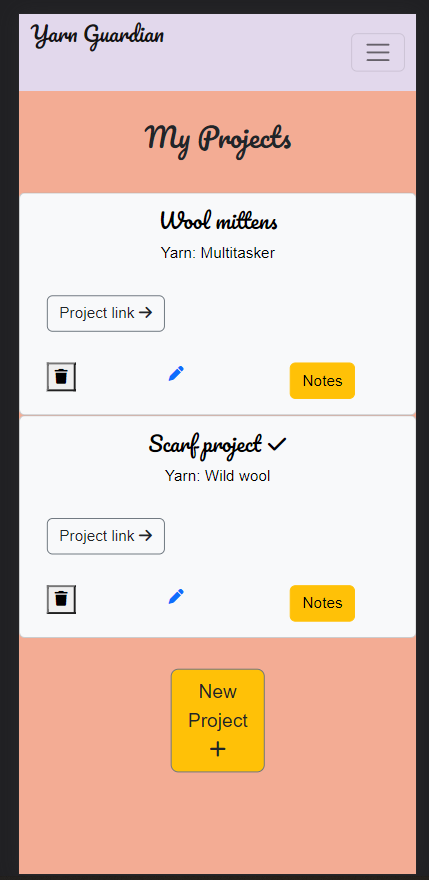 Yarn Guardian
My Projects
Wool mittens
Yarn: Multitasker
Project link
Notes
Scarf project
Yarn: Wild wool
Project link
Notes
New
Project